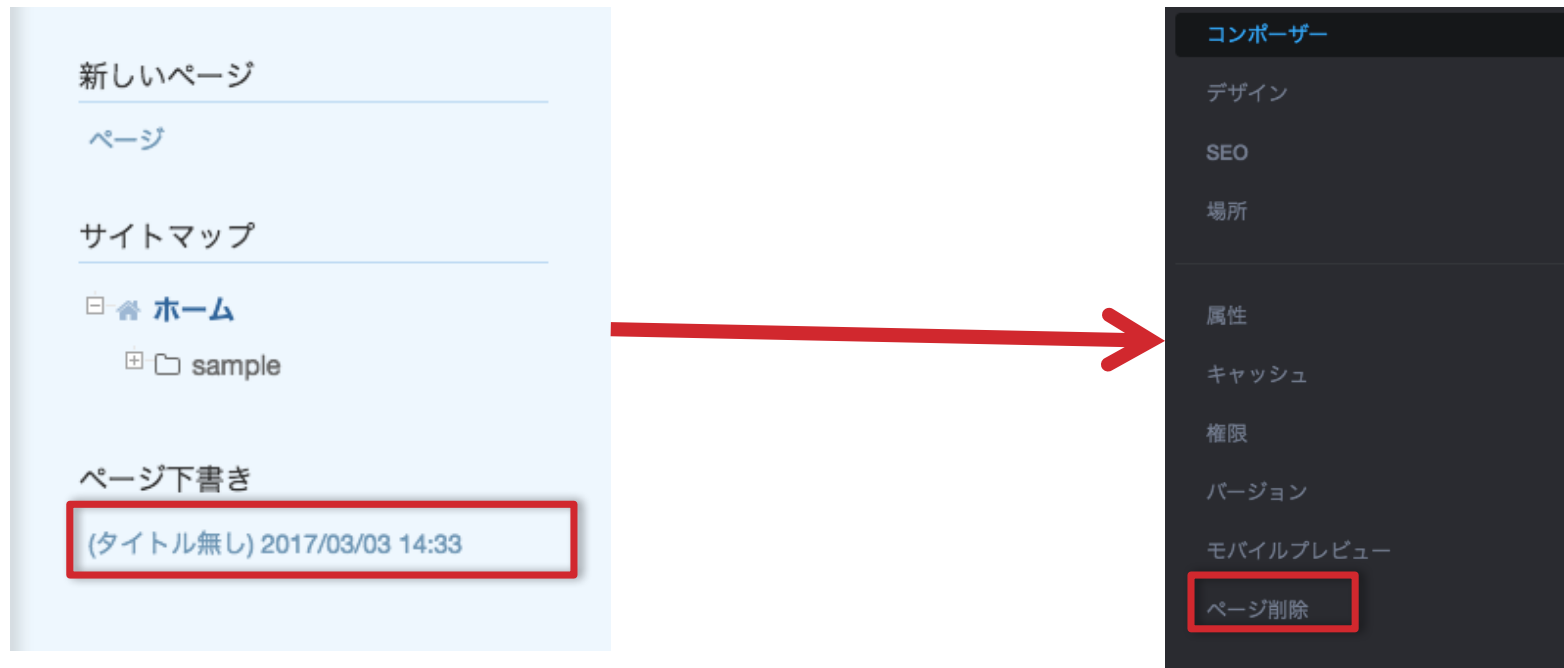 新しいページ
ページ
サイトマップ
ホーム
sample
ページ下書き
(タイトル無し) 2017/03/03 14:33
コンポーザー
デザイン
SEO
場所
属性
キャッシュ
権限
バージョン
モバイルプレビュー
ページ削除